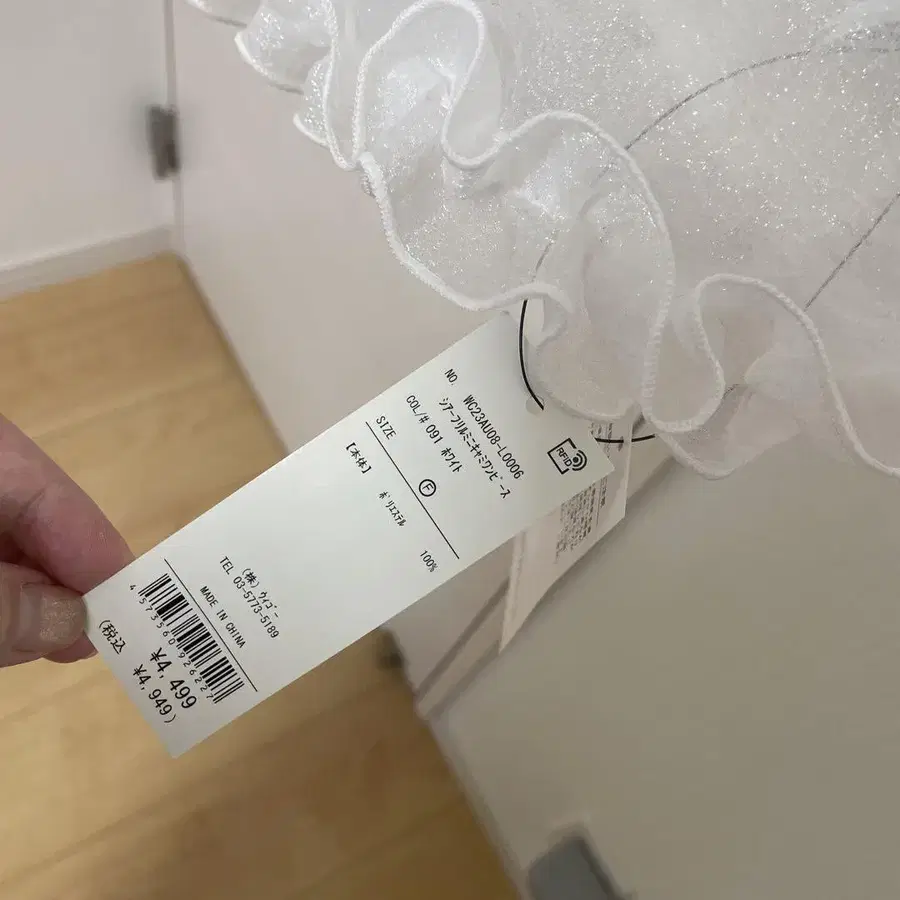 RFID
NO. WC23AU08-L0006
シアーフリルミニキャミワンピース
COL/# 091 ホワイト
SIZE Ⓕ
【本体】
ポリエステル 100%
(株) ウィゴー
TEL 03-5773-5189
MADE IN CHINA
4573560926227
¥4,499
(税込 ¥4,949)